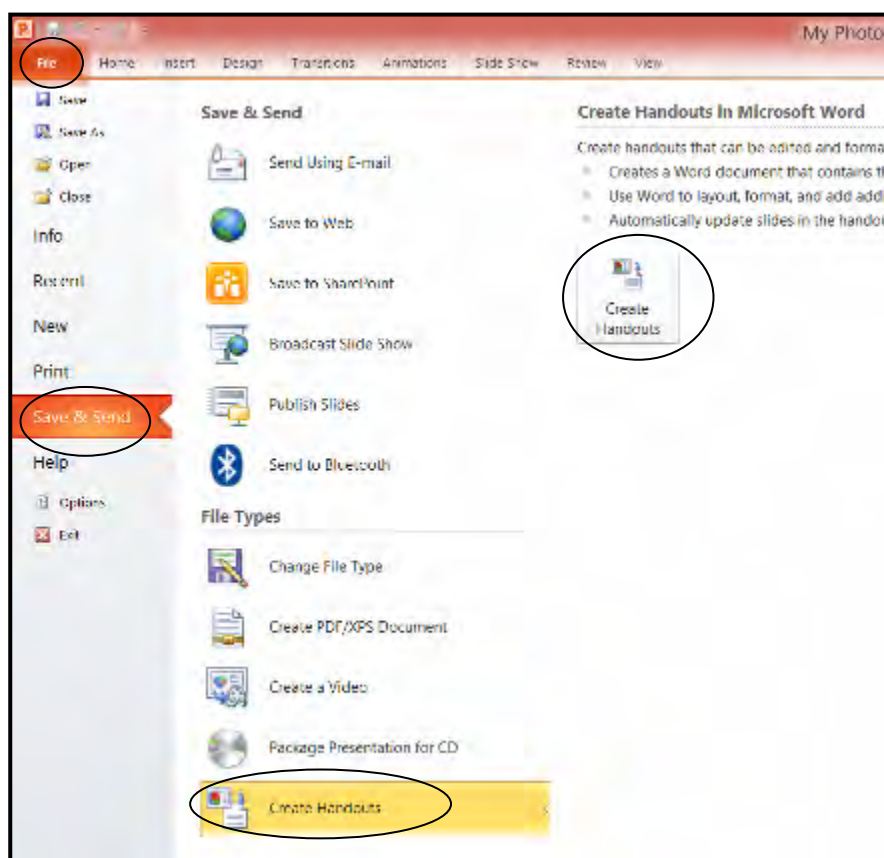 P
My Photo
File Home Insert Design Transitions Animations Slide Show Review View
Save
Save As
Open
Close
Info
Recent
New
Print
Save & Send
Help
Options
Exit
Save & Send
Send Using E-mail
Save to Web
Save to SharePoint
Broadcast Slide Show
Publish Slides
Send to Bluetooth
File Types
Change File Type
Create PDF/XPS Document
Create a Video
Package Presentation for CD
Create Handouts
Create Handouts in Microsoft Word
Create handouts that can be edited and forma
Creates a Word document that contains th
Use Word to layout, format, and add addi
Automatically update slides in the handou
Create
Handouts